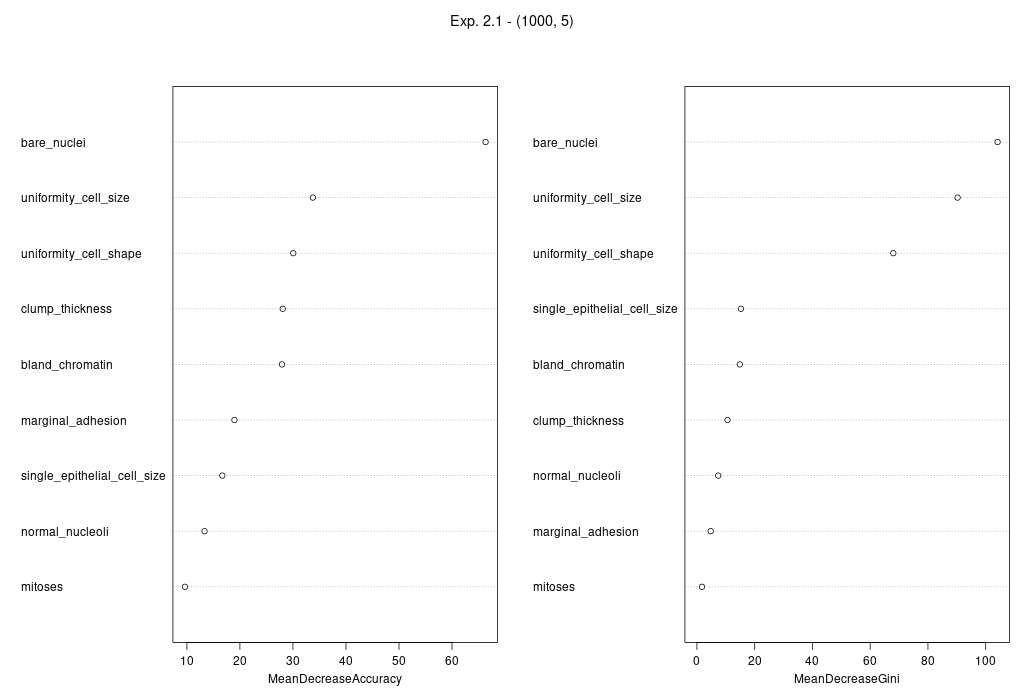 Exp. 2.1 - (1000, 5)
bare_nuclei
uniformity_cell_size
uniformity_cell_shape
clump_thickness
bland_chromatin
marginal_adhesion
single_epithelial_cell_size
normal_nucleoli
mitoses
10 20 30 40 50 60
MeanDecreaseAccuracy
bare_nuclei
uniformity_cell_size
uniformity_cell_shape
single_epithelial_cell_size
bland_chromatin
clump_thickness
normal_nucleoli
marginal_adhesion
mitoses
0 20 40 60 80 100
MeanDecreaseGini